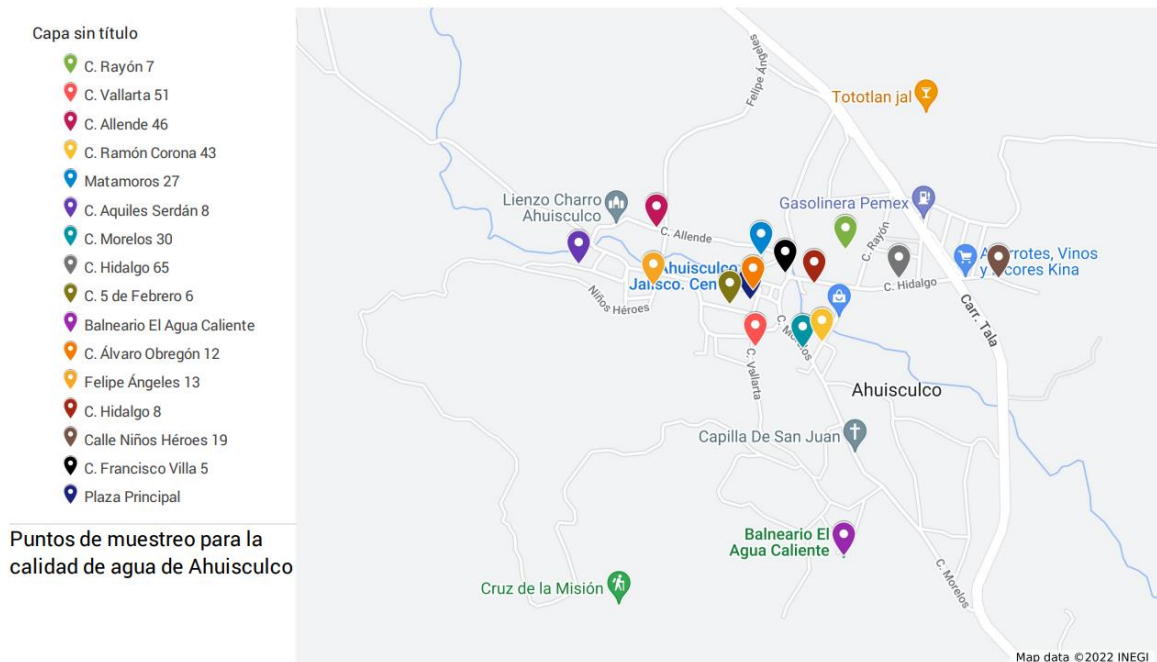 Capa sin título
C. Rayón 7
C. Vallarta 51
C. Allende 46
C. Ramón Corona 43
Matamoros 27
C. Aquiles Serdán 8
C. Morelos 30
C. Hidalgo 65
C. 5 de Febrero 6
Balneario El Agua Caliente
C. Álvaro Obregón 12
Felipe Ángeles 13
C. Hidalgo 8
Calle Niños Héroes 19
C. Francisco Villa 5
Plaza Principal
Puntos de muestreo para la
calidad de agua de Ahuisculco
Felipe Ángeles
Tototlan jal
Lienzo Charro
Ahuisculco
Gasolinera Pemex
C. Allende
C. Rayón
Ahuisculco
Jalisco. Cen
Vinos
y
Kina
C. Hidalgo
Niños Héroes
Carr. Tala
C. Vallarta
Ahuisculco
Capilla De San Juan
Balneario El
Agua Caliente
Cruz de la Misión
C. Morelos
Map data ©2022 INEGI